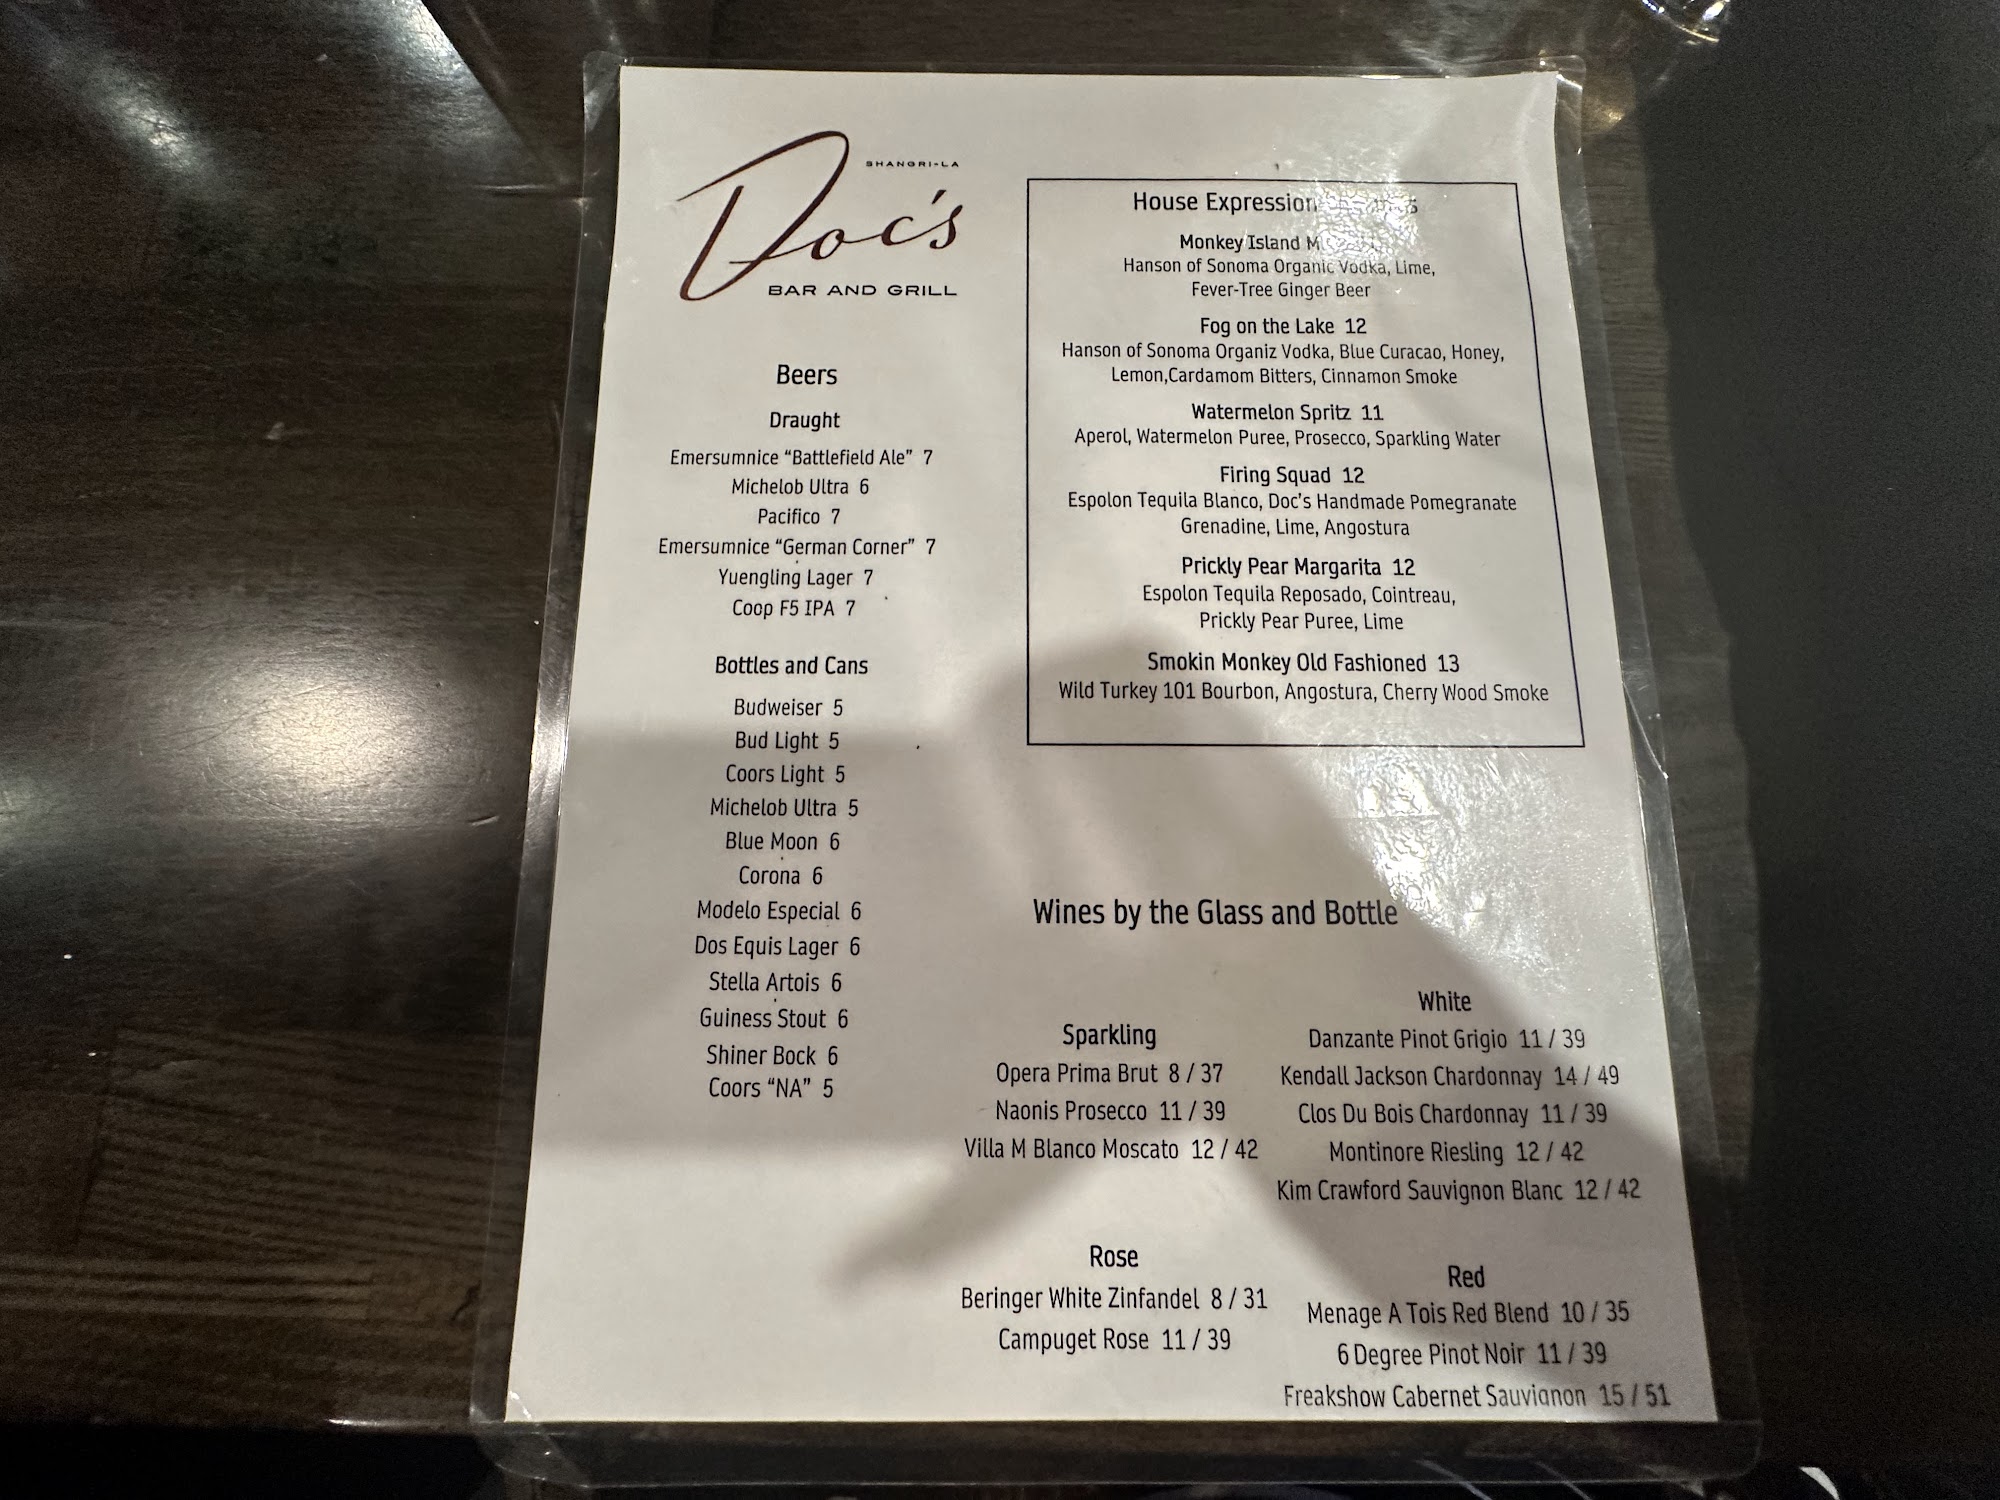 SHANGRI-LA
Doc's
BAR AND GRILL
Beers
Draught
Emersumnice "Battlefield Ale" 7
Michelob Ultra 6
Pacifico 7
Emersumnice "German Corner" 7
Yuengling Lager 7
Coop F5 IPA 7
Bottles and Cans
Budweiser 5
Bud Light 5
Coors Light 5
Michelob Ultra 5
Blue Moon 6
Corona 6
Modelo Especial 6
Dos Equis Lager 6
Stella Artois 6
Guiness Stout 6
Shiner Bock 6
Coors "NA" 5
House Expression
Monkey Island
Hanson of Sonoma Organic Vodka, Lime,
Fever-Tree Ginger Beer
Fog on the Lake 12
Hanson of Sonoma Organiz Vodka, Blue Curacao, Honey,
Lemon,Cardamom Bitters, Cinnamon Smoke
Watermelon Spritz 11
Aperol, Watermelon Puree, Prosecco, Sparkling Water
Firing Squad 12
Espolon Tequila Blanco, Doc's Handmade Pomegranate
Grenadine, Lime, Angostura
Prickly Pear Margarita 12
Espolon Tequila Reposado, Cointreau,
Prickly Pear Puree, Lime
Smokin Monkey Old Fashioned 13
Wild Turkey 101 Bourbon, Angostura, Cherry Wood Smoke
Wines by the Glass and Bottle
Sparkling
Opera Prima Brut 8 / 37
Naonis Prosecco 11 / 39
Villa M Blanco Moscato 12 / 42
Rose
Beringer White Zinfandel 8 / 31
Campuget Rose 11 / 39
White
Danzante Pinot Grigio 11 / 39
Kendall Jackson Chardonnay 14 / 49
Clos Du Bois Chardonnay 11 / 39
Montinore Riesling 12 / 42
Kim Crawford Sauvignon Blanc 12 / 42
Red
Menage A Tois Red Blend 10 / 35
6 Degree Pinot Noir 11 / 39
Freakshow Cabernet Sauvignon 15 / 51